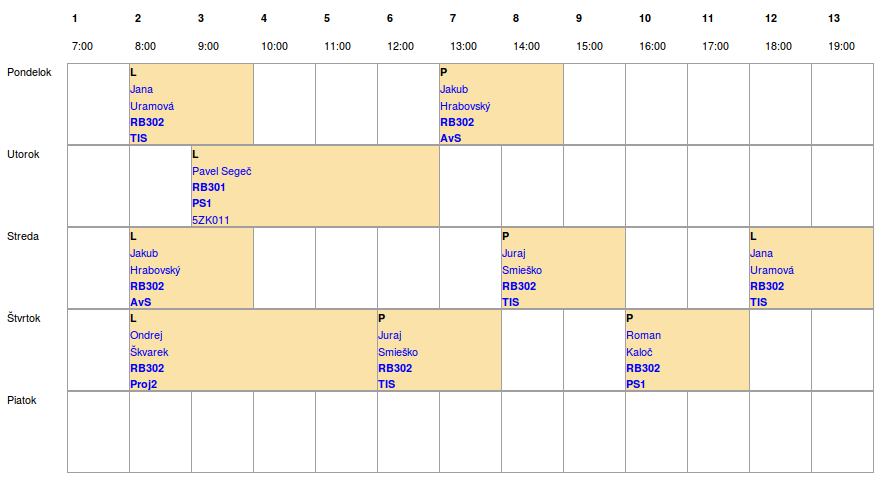 1 2 3 4 5 6 7 8 9 10 11 12 13
7:00 8:00 9:00 10:00 11:00 12:00 13:00 14:00 15:00 16:00 17:00 18:00 19:00
Pondelok L P
Jana Jakub
Uramová Hrabovský
RB302 RB302
TIS AvS
Utorok L
Pavel Segeč
RB301
PS1
5ZK011
Streda L P L
Jakub Juraj Jana
Hrabovský Smieško Uramová
RB302 RB302 RB302
AvS TIS TIS
Štvrtok L P P
Ondrej Juraj Roman
Škvarek Smieško Kaloč
RB302 RB302 RB302
Proj2 TIS PS1
Piatok